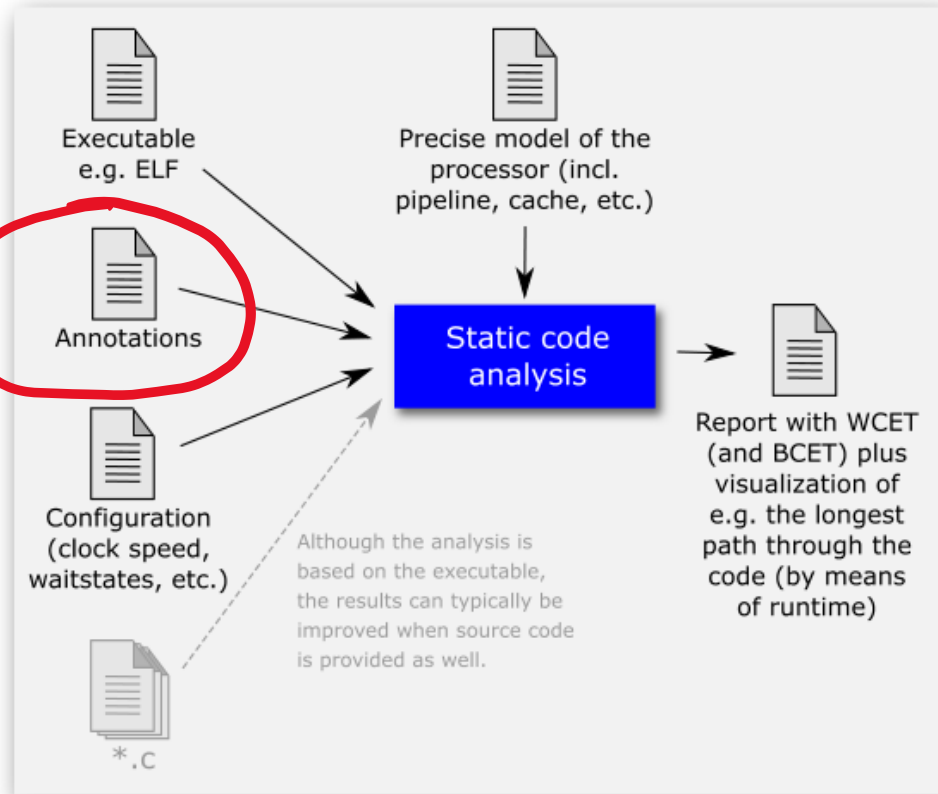 Executable
e.g. ELF
Precise model of the
processor (incl.
pipeline, cache, etc.)
Annotations
Static code
analysis
Configuration
(clock speed,
waitstates, etc.)
Report with WCET
(and BCET) plus
visualization of
e.g. the longest
path through the
code (by means
of runtime)
Although the analysis is
based on the executable,
the results can typically be
improved when source code
is provided as well.
*.c